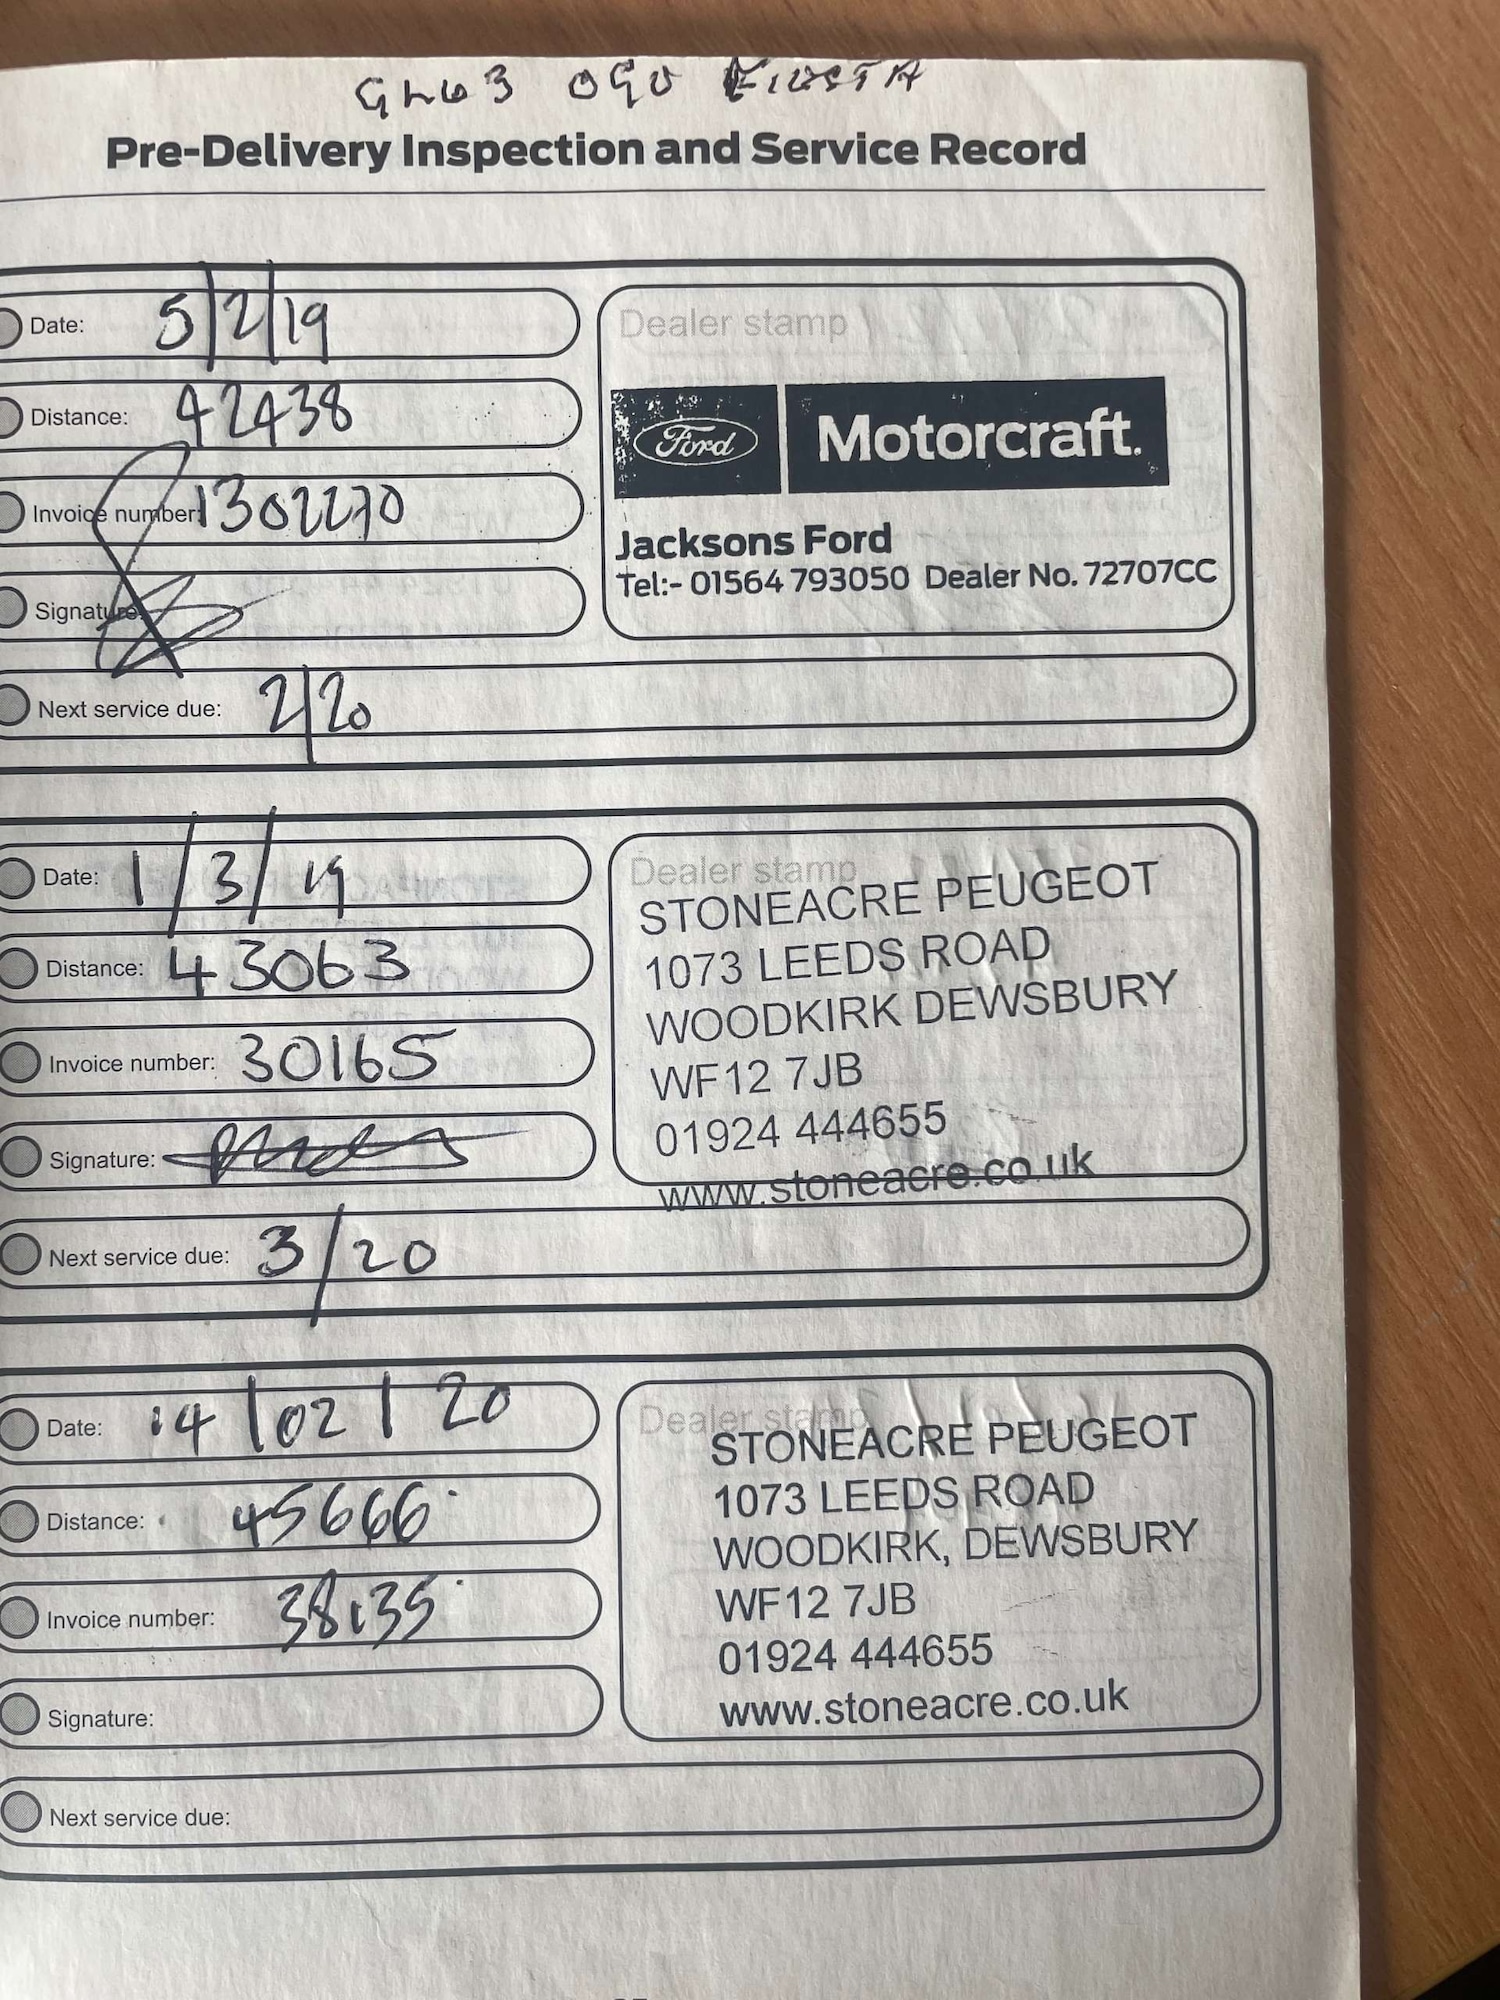 GL63 OGU FIESTA
Pre-Delivery Inspection and Service Record
Date: 5/2/19
Distance: 42438
Invoice number: 1302270
Signature:
Next service due: 2/20
Dealer stamp
Ford Motorcraft.
Jacksons Ford
Tel:- 01564 793050 Dealer No. 72707CC
Date: 1/3/19
Distance: 43063
Invoice number: 30165
Signature:
Next service due: 3/20
Dealer stamp
STONEACRE PEUGEOT
1073 LEEDS ROAD
WOODKIRK DEWSBURY
WF12 7JB
01924 444655
www.stoneacre.co.uk
Date: 14/02/20
Distance: 45666
Invoice number: 38135
Signature:
Next service due:
Dealer stamp
STONEACRE PEUGEOT
1073 LEEDS ROAD
WOODKIRK, DEWSBURY
WF12 7JB
01924 444655
www.stoneacre.co.uk